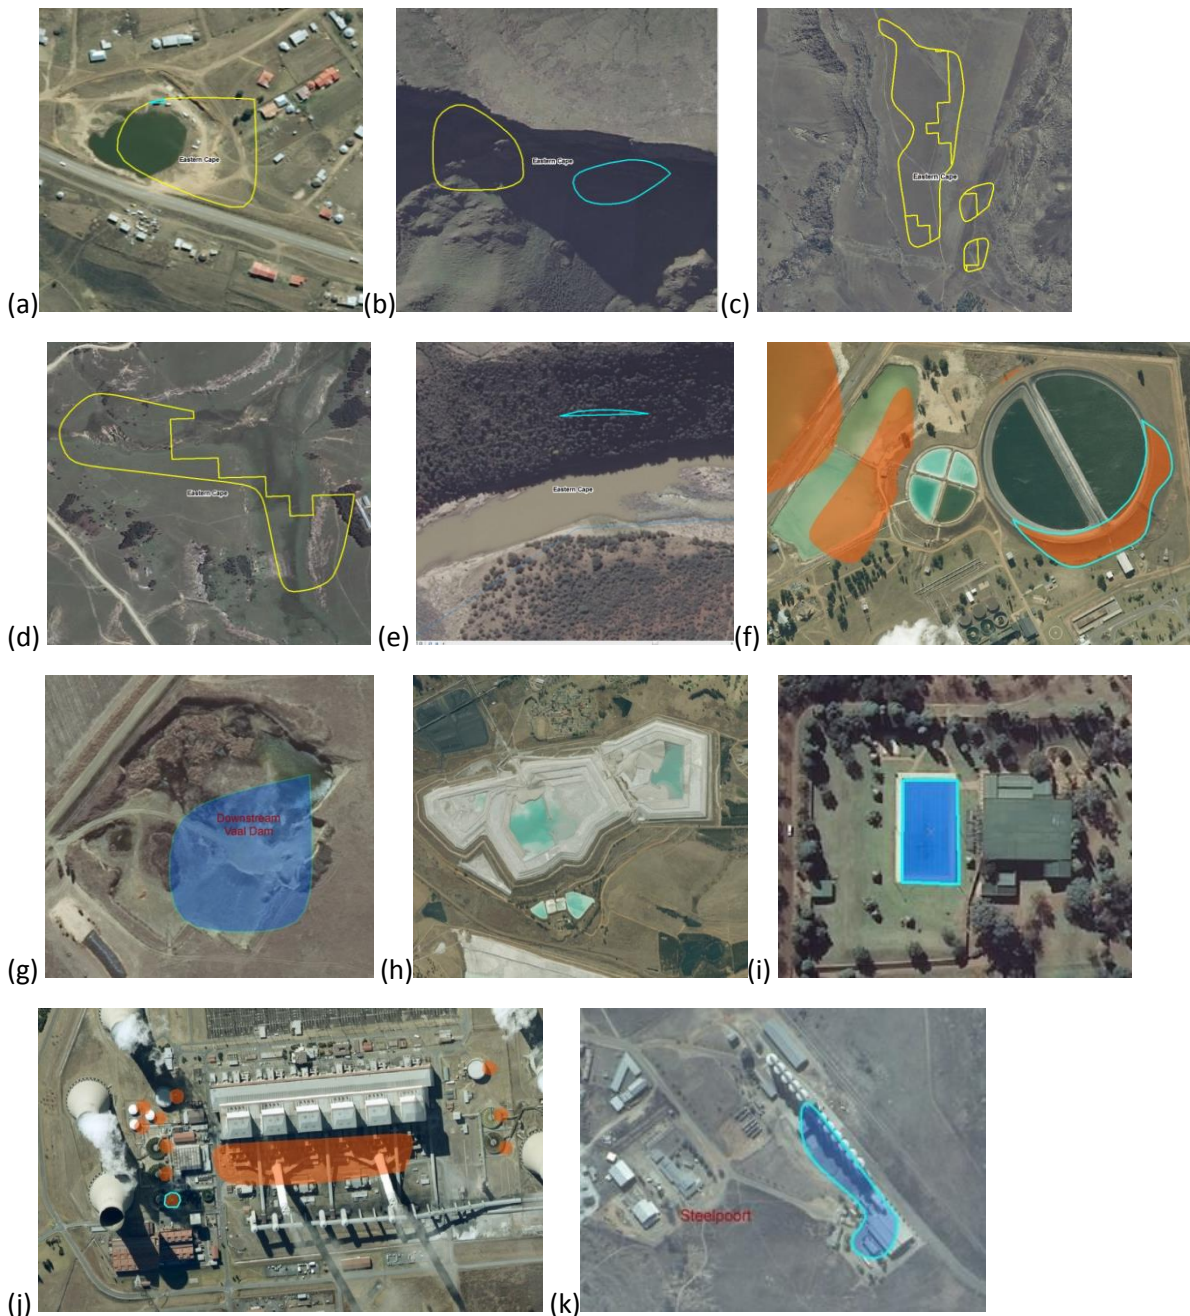 Eastern Cape
Eastern Cape
Eastern Cape
(a)
(b)
(c)
Eastern Cape
Eastern Cape
(d)
(e)
(f)
Downstream
Vaal Dam
(g)
(h)
(i)
Steelpoort
(j)
(k)